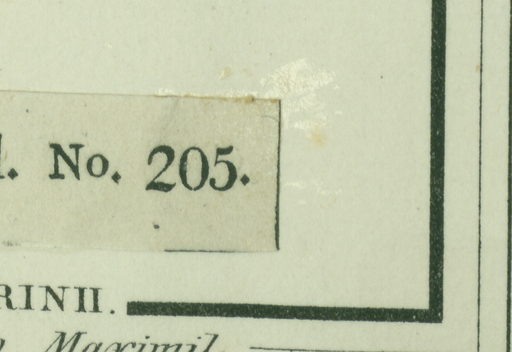 . No. 205.
RINII.
Maximil.